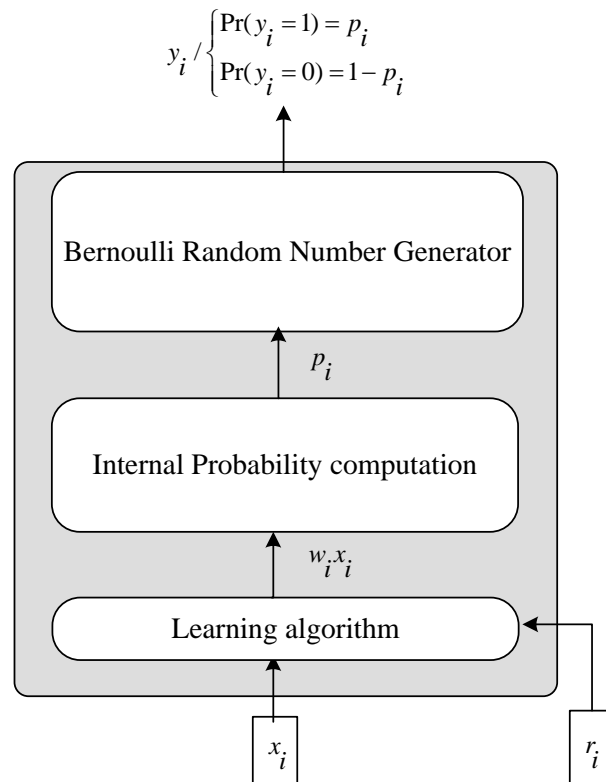 y_i / { Pr(y_i = 1) = p_i
Pr(y_i = 0) = 1 − p_i
Bernoulli Random Number Generator
p_i
Internal Probability computation
w_i x_i
Learning algorithm
x_i
r_i